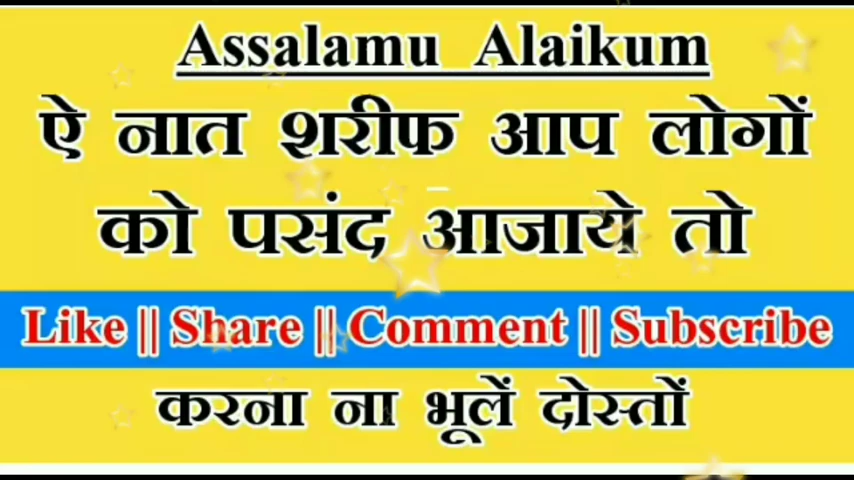 Assalamu Alaikum
ऐ नात शरीफ आप लोगों
को पसंद आजाये तो
Like || Share || Comment || Subscribe
करना ना भूलें दोस्तों